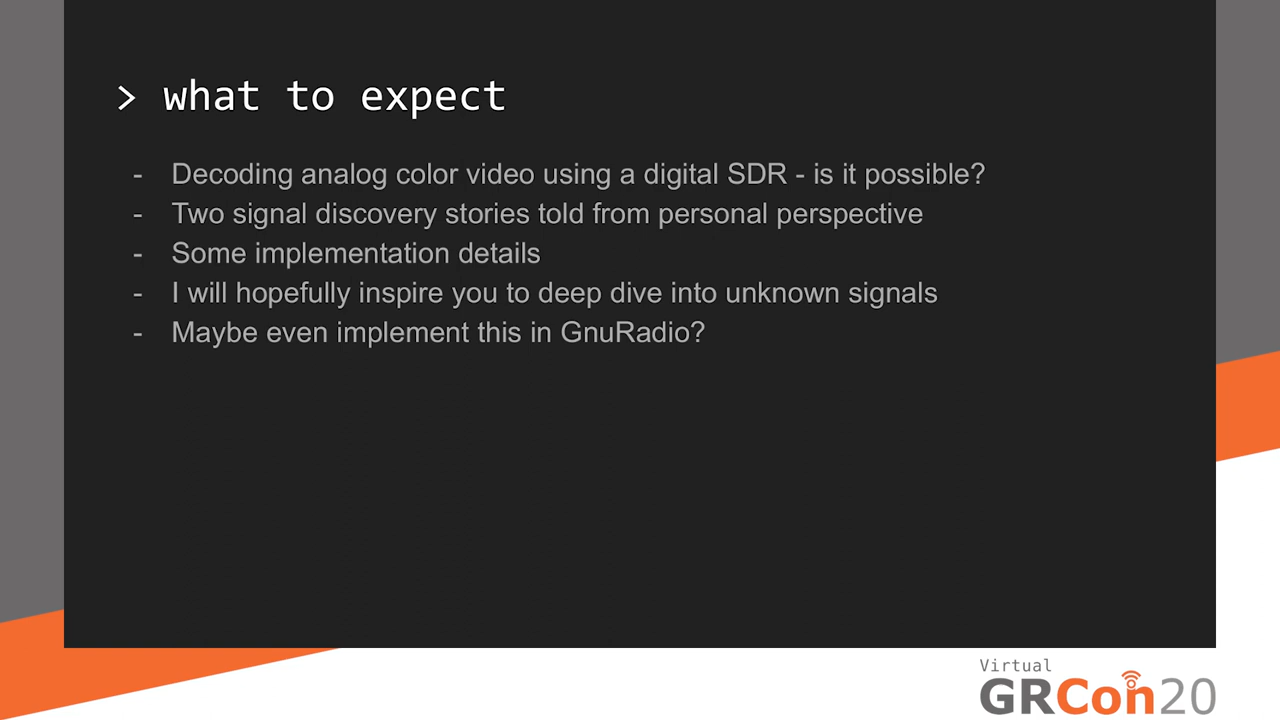 > what to expect
- Decoding analog color video using a digital SDR - is it possible?
- Two signal discovery stories told from personal perspective
- Some implementation details
- I will hopefully inspire you to deep dive into unknown signals
- Maybe even implement this in GnuRadio?
Virtual
GRCon20